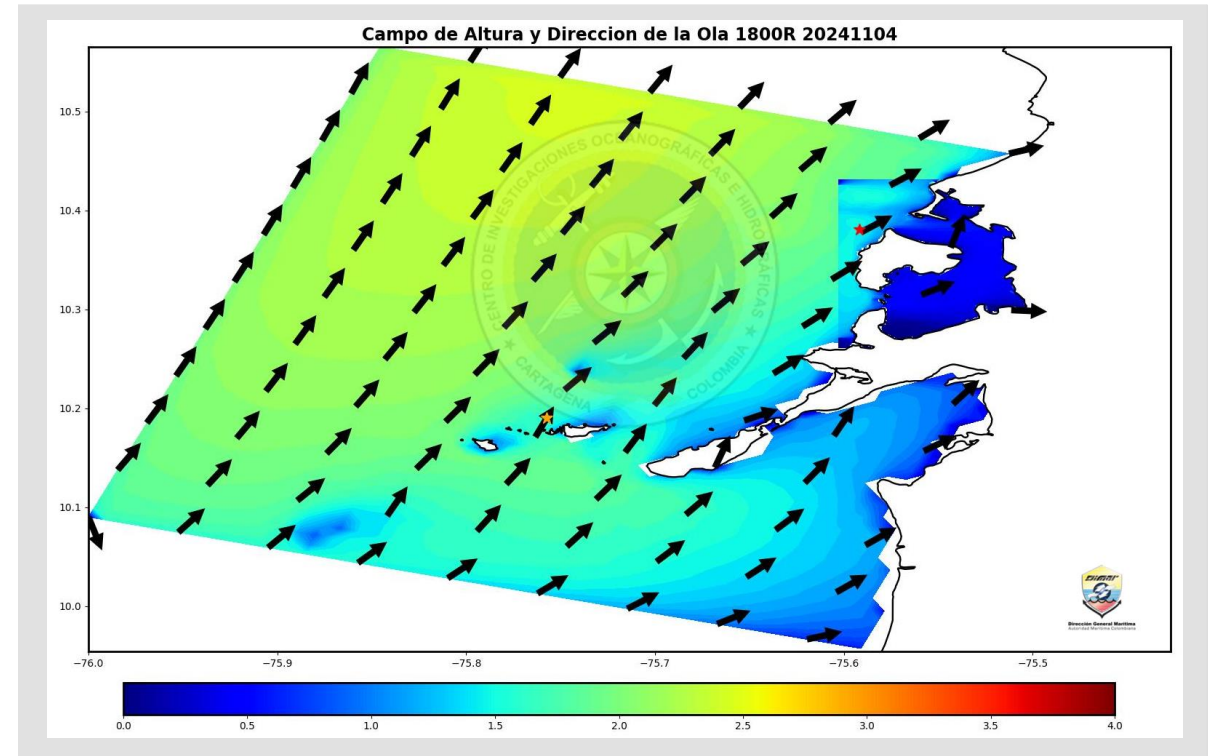 Campo de Altura y Direccion de la Ola 1800R 20241104
10.5
10.4
10.3
10.2
10.1
10.0
CENTRO DE INVESTIGACIONES OCEANOGRÁFICAS E HIDROGRÁFICAS
CARTAGENA COLOMBIA
Dirección General Marítima
Autoridad Marítima Colombiana
−76.0 −75.9 −75.8 −75.7 −75.6 −75.5
0.0 0.5 1.0 1.5 2.0 2.5 3.0 3.5 4.0